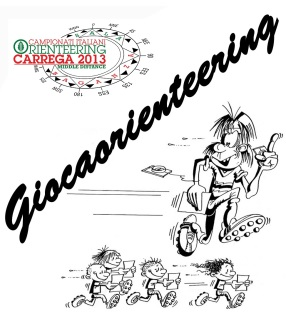 CAMPIONATI ITALIANI
ORIENTEERING
CARREGA 2013
MIDDLE DISTANCE
Giocaorienteering